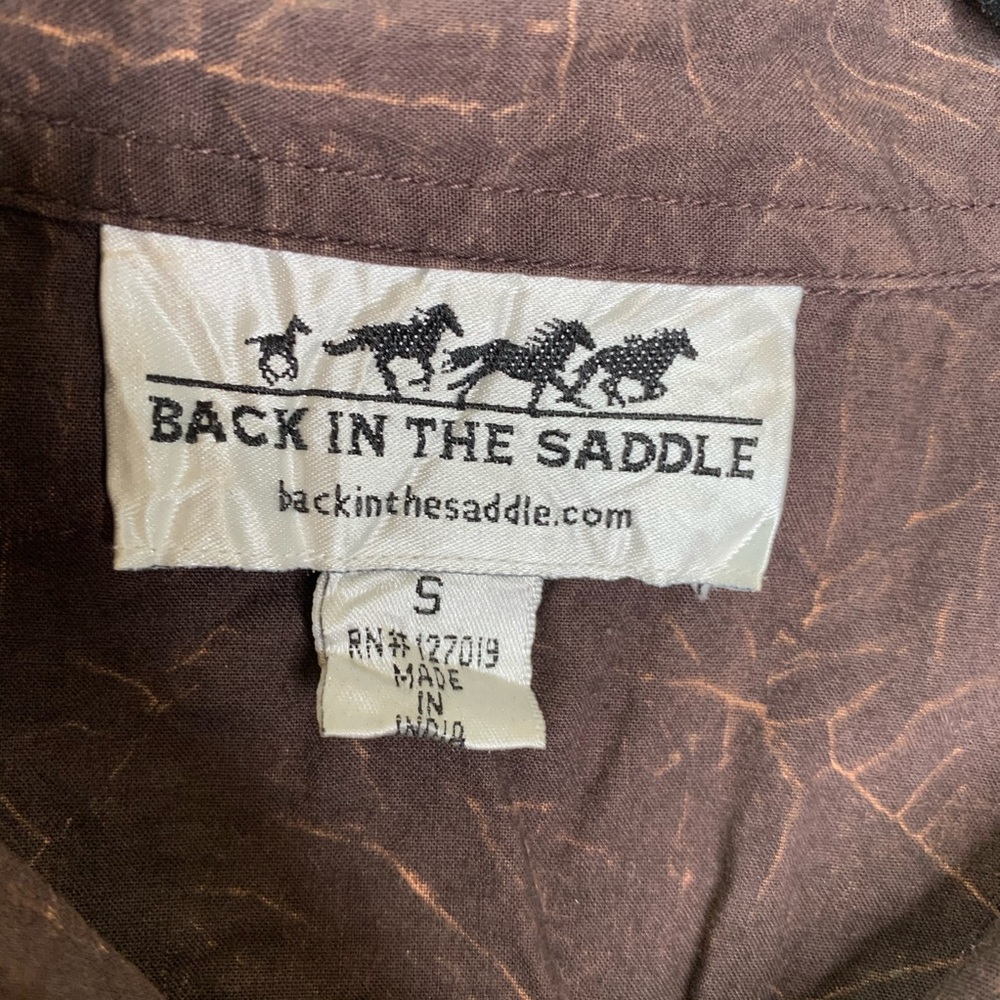 BACK IN THE SADDLE
backinthesaddle.com
S
RN#127019
MADE
IN
INDIA